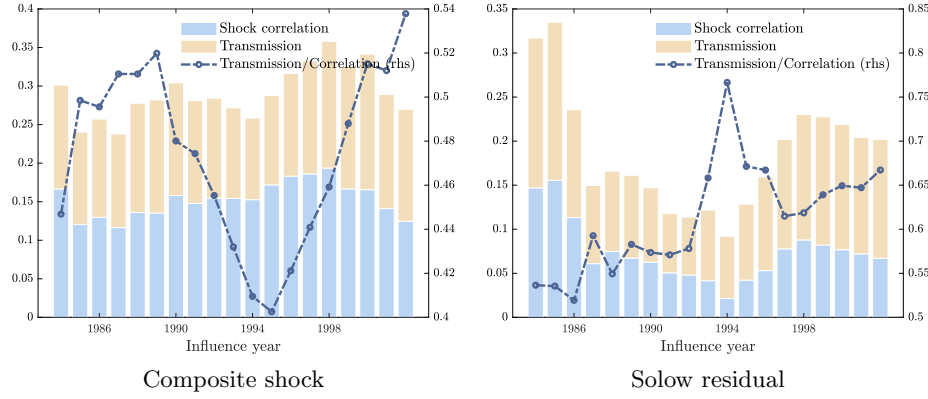 0.4
0.35
0.3
0.25
0.2
0.15
0.1
0.05
0
0.54
0.52
0.5
0.48
0.46
0.44
0.42
0.4
Shock correlation
Transmission
Transmission/Correlation (rhs)
1986 1990 1994 1998
Influence year
Composite shock
0.35
0.3
0.25
0.2
0.15
0.1
0.05
0
0.85
0.8
0.75
0.7
0.65
0.6
0.55
0.5
Shock correlation
Transmission
Transmission/Correlation (rhs)
1986 1990 1994 1998
Influence year
Solow residual